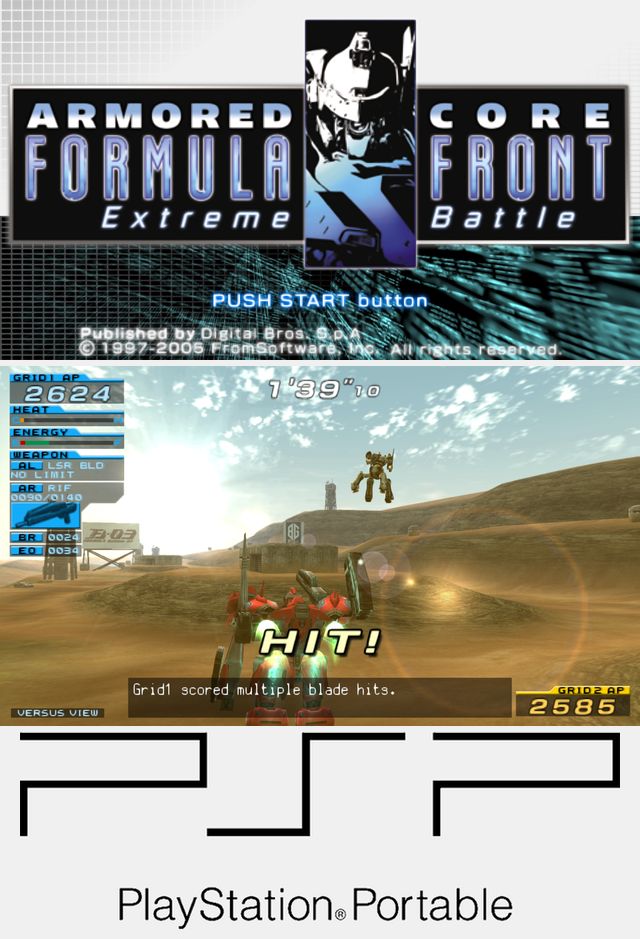 ARMORED CORE
FORMULA FRONT
Extreme Battle
PUSH START button
Published by Digital Bros. S.p.A
© 1997-2005 FromSoftware, Inc. All rights reserved.
GRID1 AP
2624
1'39"10
HEAT
ENERGY
WEAPON
AL LSR BLD
NO LIMIT
AR RIF
0090/0140
BR 0024
EO 0034
B-03
HIT!
Grid1 scored multiple blade hits.
VERSUS VIEW
GRID2 AP
2585
PSP
PlayStation®Portable